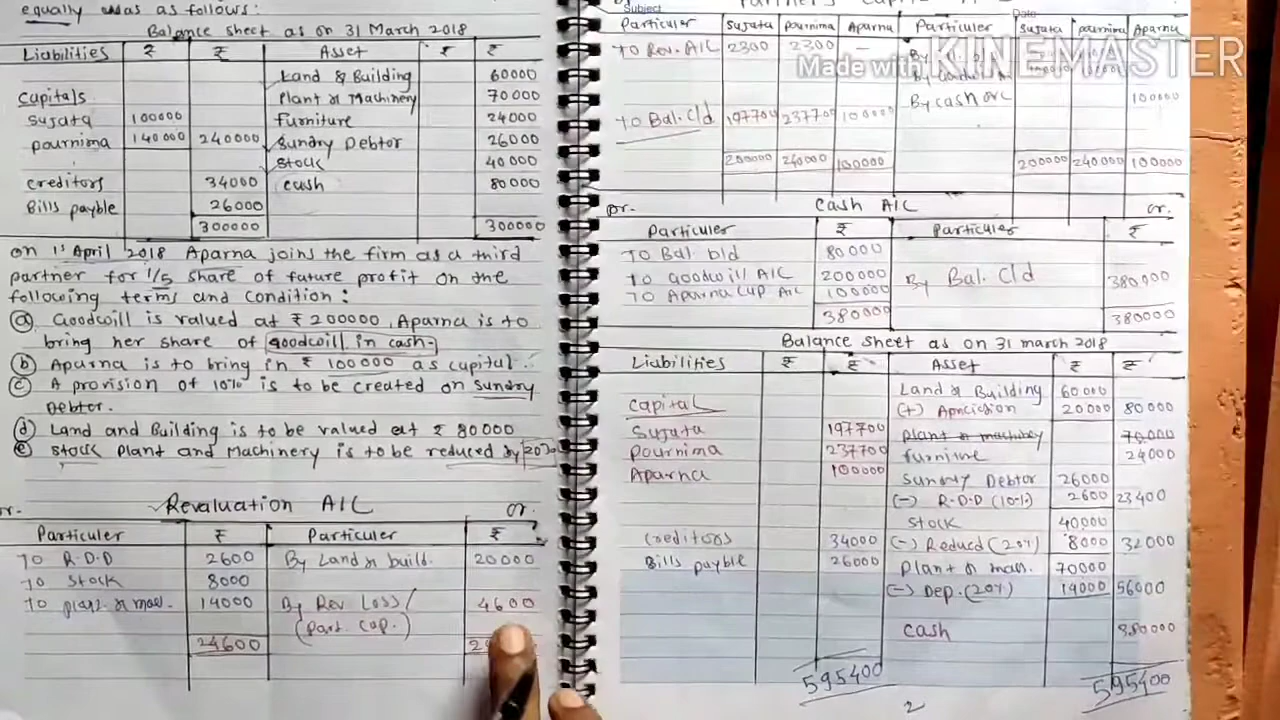 equally as as follows:
Balance sheet as on 31 March 2018
Liabilities ₹ ₹ Asset ₹ ₹
Land & Building 60000
Capitals Plant & Machinery 70000
Sujata 100000 furniture 24000
pournima 140000 240000 Sundry Debtor 26000
stock 40000
creditors 34000 cash 80000
Bills payble 26000
300000 300000
on 1st April 2018 Aparna joins the firm as a third
partner for 1/5 share of future profit on the
following terms and condition:
(a) Goodwill is valued at ₹ 200000, Aparna is to
bring her share of goodwill in cash.
(b) Aparna is to bring in ₹ 100000 as capital.
(c) A provision of 10% is to be created on sundry
Debtor.
(d) Land and Building is to be valued at ₹ 80000
(e) stock plant and Machinery is to be reduced by 20%
Revaluation A/C
Dr. Cr.
Particuler ₹ Particuler ₹
To R.D.D 2600 By Land & build. 20000
To Stock 8000
To plant & mac. 14000 By Rev. Loss/ 4600
(part. cap.)
24600
Subject Date
Particuler Sujata pournima Aparna Particuler Sujata pournima Aparna
To Rev. A/C 2300 2300 —
Made with KINEMASTER
By cash A/C 100000
To Bal. c/d 197700 237700 100000
200000 240000 100000 200000 240000 100000
Dr. Cash A/C Cr.
Particuler ₹ Particuler ₹
To Bal b/d 80000
To Goodwill A/C 200000 By Bal. c/d 380000
To Aparna cap A/c 100000
380000 380000
Balance sheet as on 31 march 2018
Liabilities ₹ ₹ Asset ₹ ₹
Land & Building 60000
Capital (+) 20000 80000
Sujata 197700 plant & machiney 70000
Pournima 237700 furniture 24000
Aparna 100000 Sundry Debtor 26000
(-) R.D.D (10%) 2600 23400
stock 40000
Creditors 34000 (-) Reducd (20%) 8000 32000
Bills payble 26000 Plant & mac. 70000
(-) Dep. (20%) 14000 56000
cash 380000
595400 595400
2